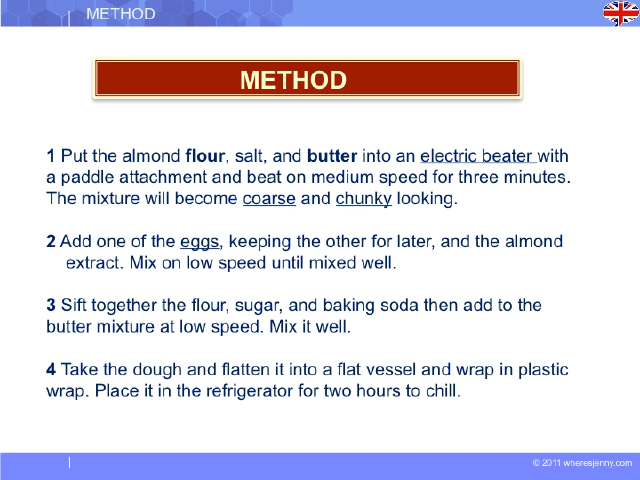 METHOD
METHOD
1 Put the almond flour, salt, and butter into an electric beater with
a paddle attachment and beat on medium speed for three minutes.
The mixture will become coarse and chunky looking.
2 Add one of the eggs, keeping the other for later, and the almond
extract. Mix on low speed until mixed well.
3 Sift together the flour, sugar, and baking soda then add to the
butter mixture at low speed. Mix it well.
4 Take the dough and flatten it into a flat vessel and wrap in plastic
wrap. Place it in the refrigerator for two hours to chill.
© 2011 wheresjenny.com